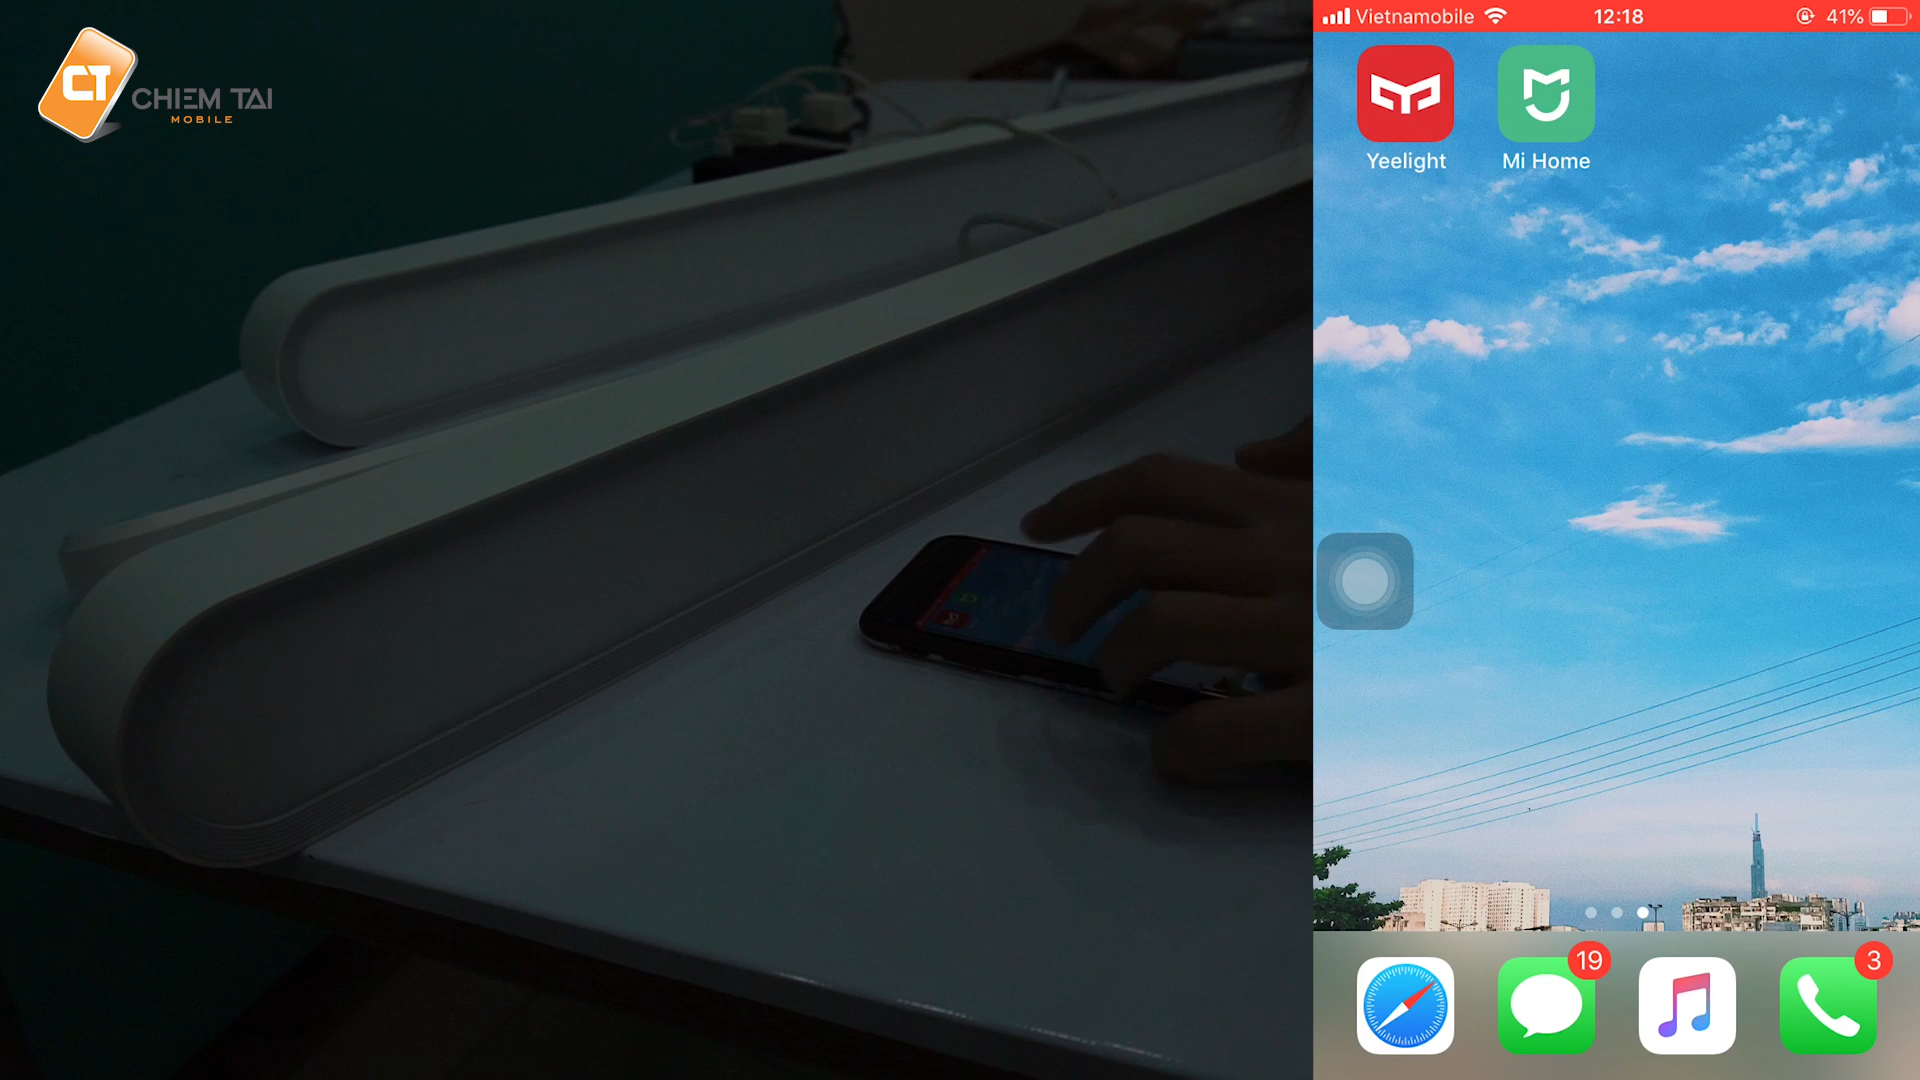 CT
CHIEM TAI
MOBILE
Vietnamobile
12:18
41%
Yeelight
Mi Home
19
3